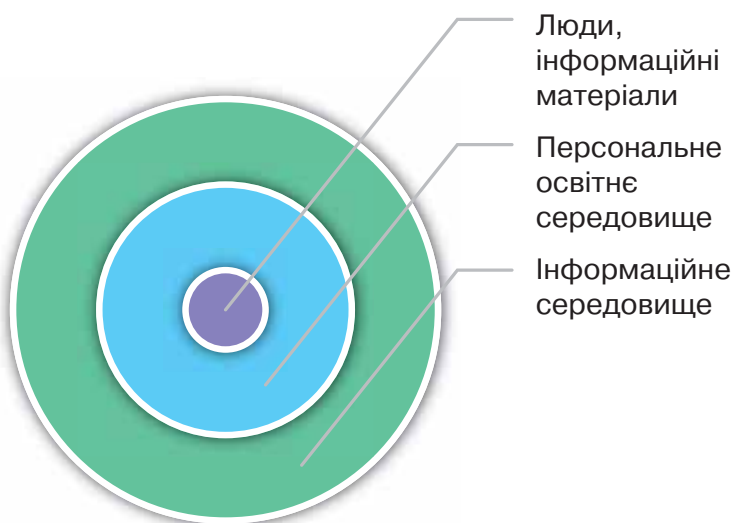 Люди,
інформаційні
матеріали
Персональне
освітнє
середовище
Інформаційне
середовище